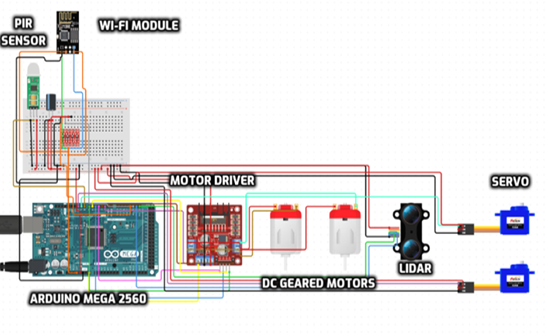 PIR
SENSOR
WI-FI MODULE
MOTOR DRIVER
SERVO
LIDAR
DC GEARED MOTORS
ARDUINO MEGA 2560